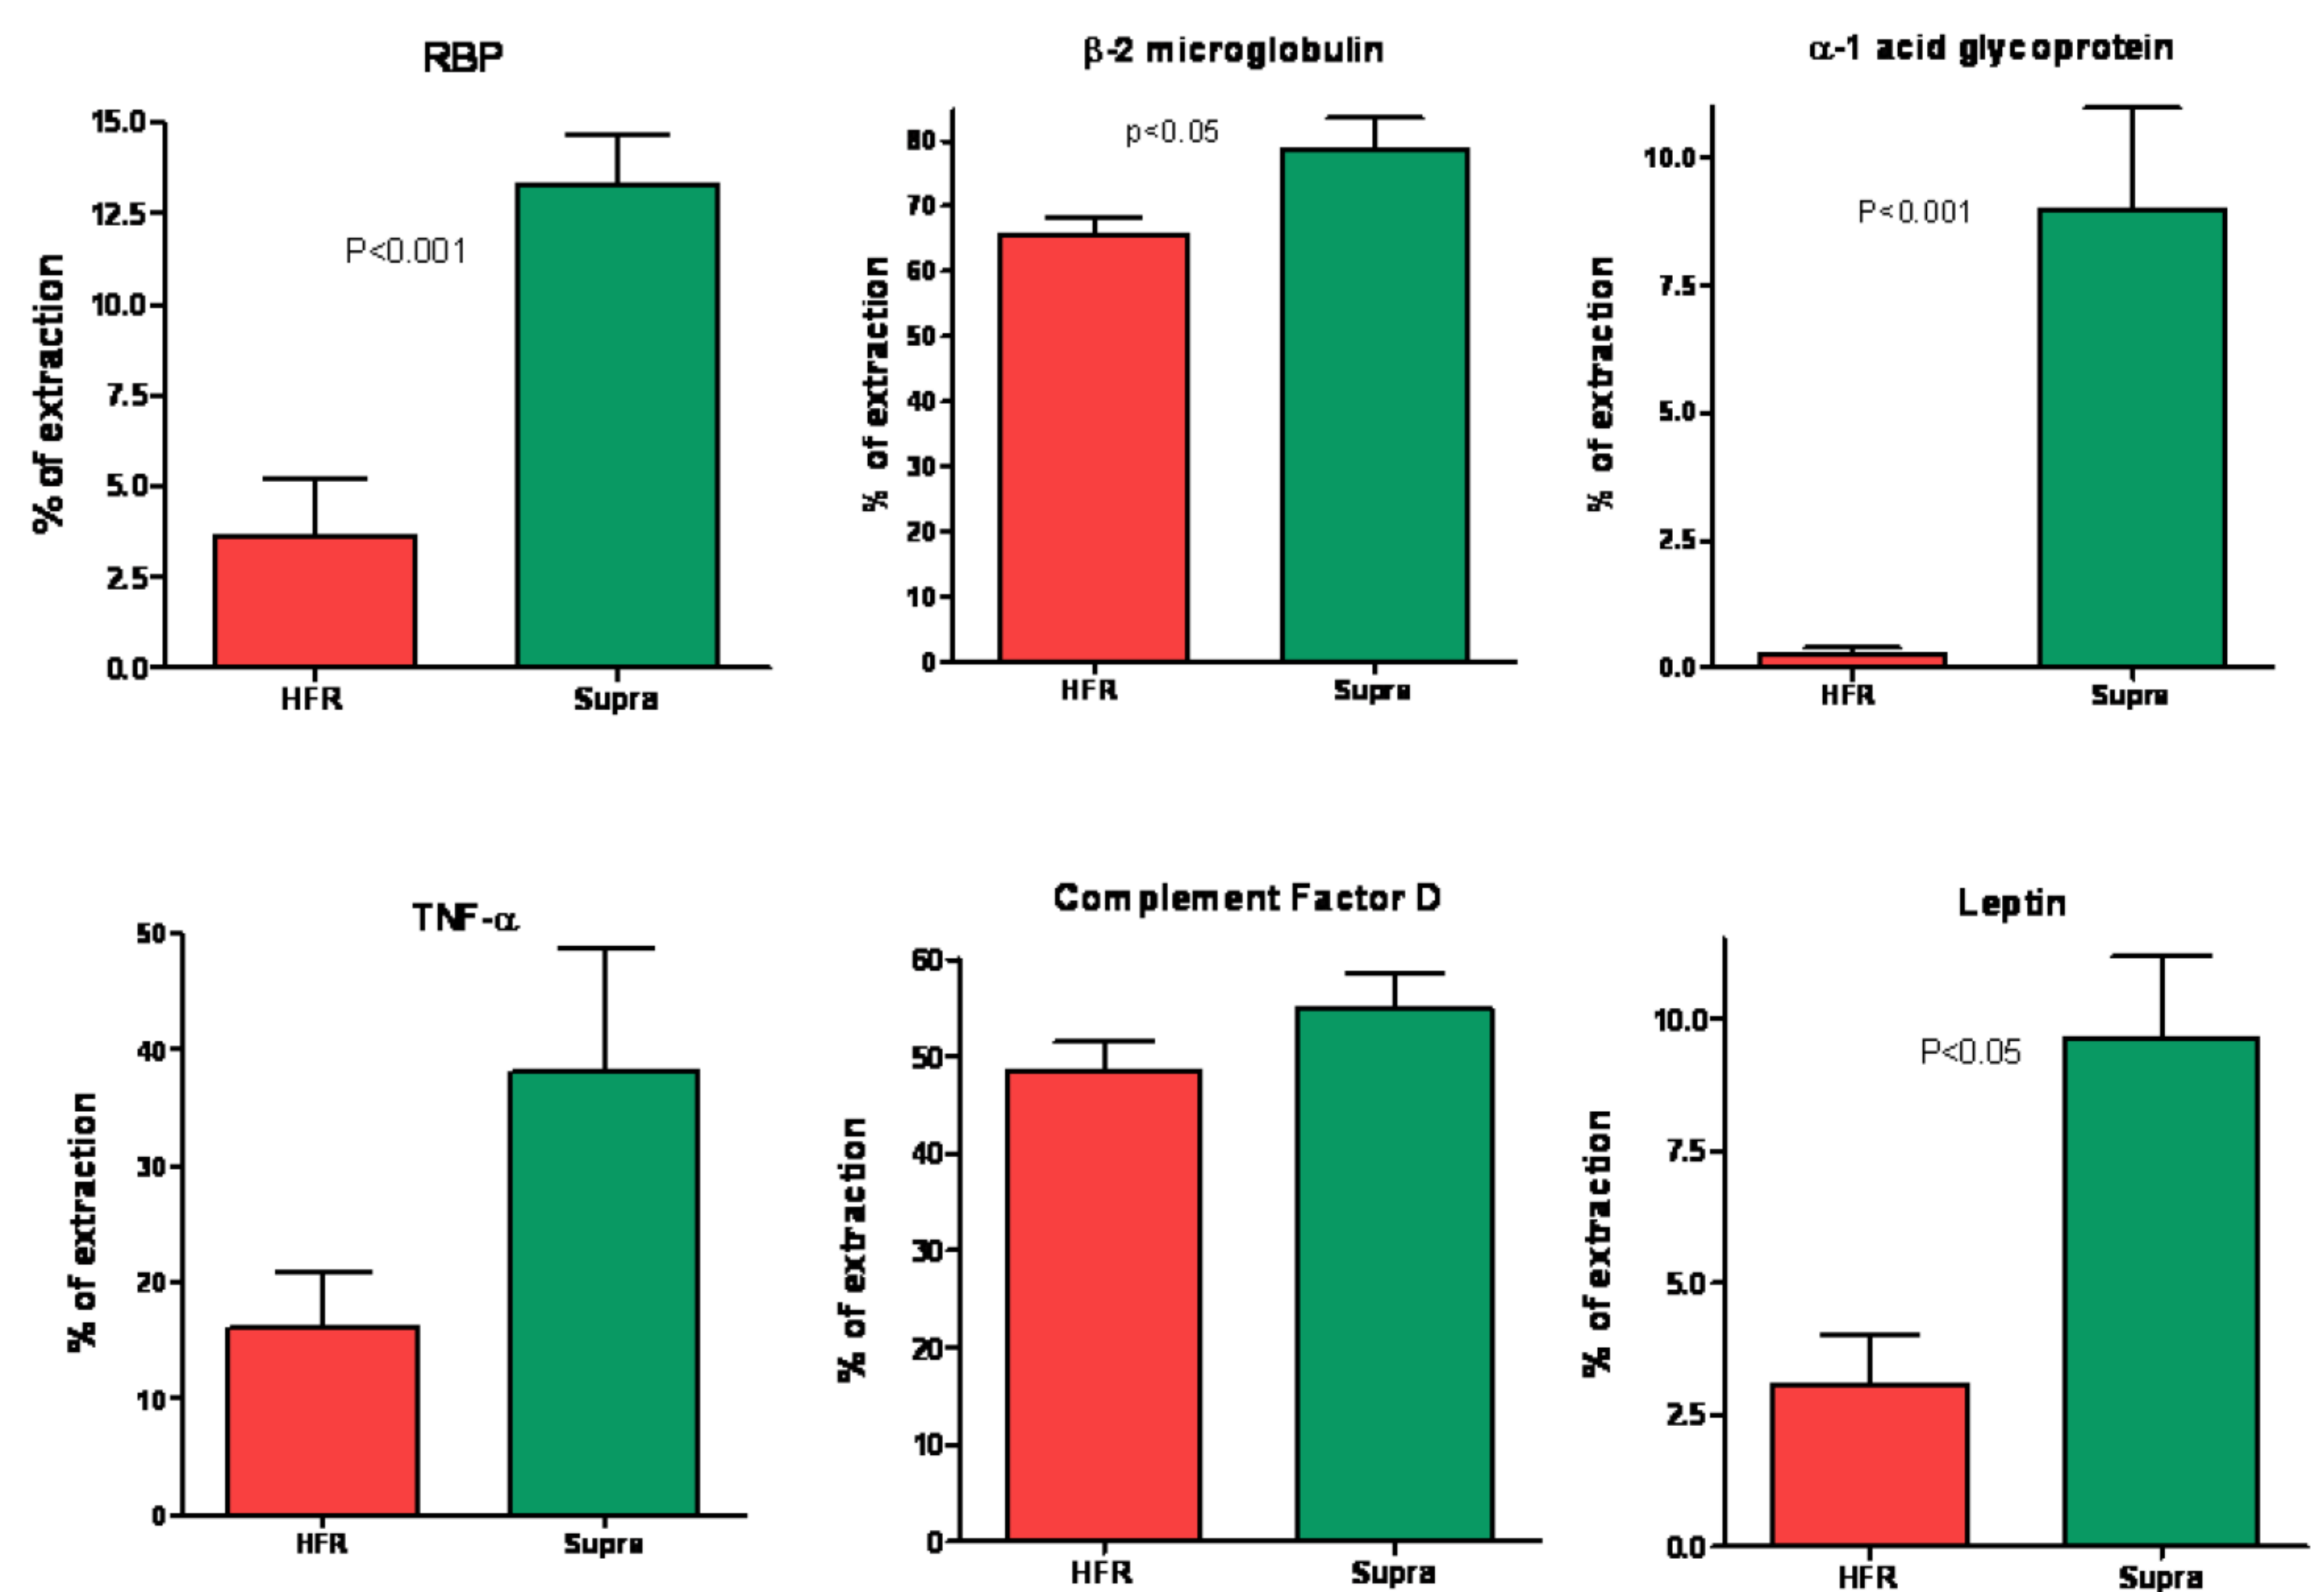 RBP
% of extraction
15.0
12.5
10.0
7.5
5.0
2.5
0.0
P<0.001
HFR
Supra
β-2 microglobulin
% of extraction
80
70
60
50
40
30
20
10
0
p<0.05
HFR
Supra
α-1 acid glycoprotein
% of extraction
10.0
7.5
5.0
2.5
0.0
P<0.001
HFR
Supra
TNF-α
% of extraction
50
40
30
20
10
0
HFR
Supra
Complement Factor D
% of extraction
60
50
40
30
20
10
0
HFR
Supra
Leptin
% of extraction
10.0
7.5
5.0
2.5
0.0
P<0.05
HFR
Supra